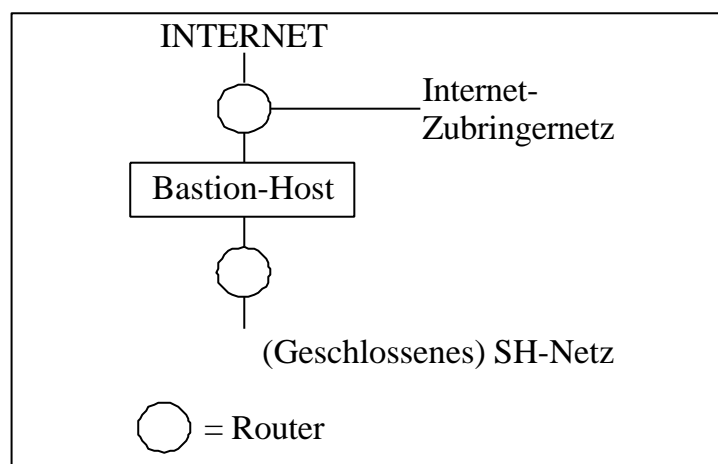 INTERNET
Internet-
Zubringernetz
Bastion-Host
(Geschlossenes) SH-Netz
= Router